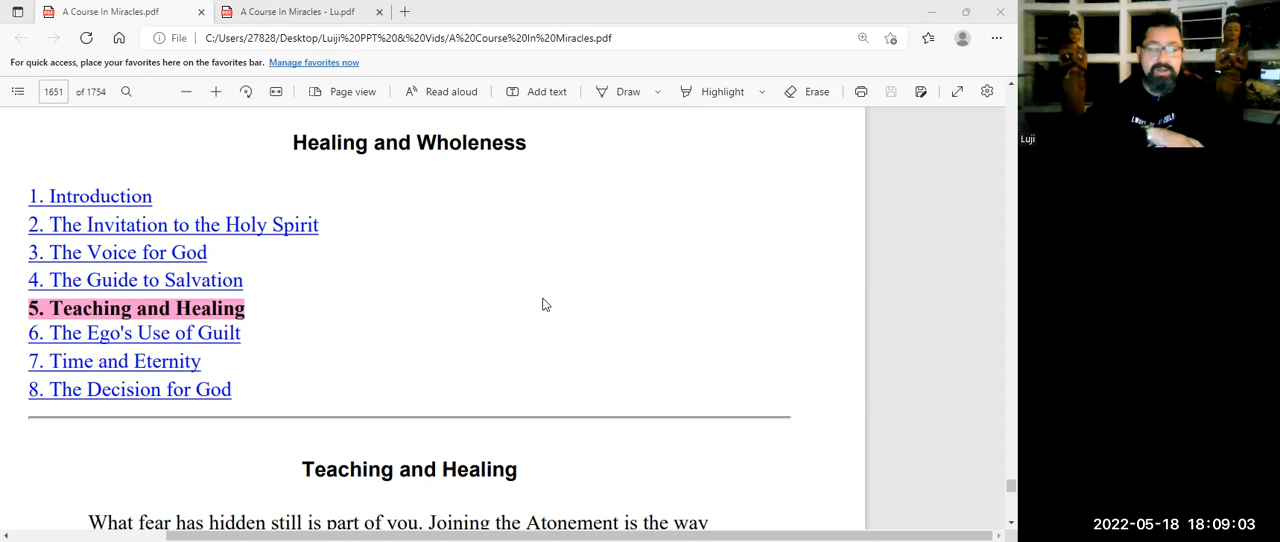 A Course In Miracles.pdf
A Course In Miracles - Lu.pdf
File C:/Users/27828/Desktop/Luiji%20PPT%20&%20Vids/A%20Course%20In%20Miracles.pdf
For quick access, place your favorites here on the favorites bar. Manage favorites now
1651 of 1754 Page view Read aloud Add text Draw Highlight Erase
Healing and Wholeness
1. Introduction
2. The Invitation to the Holy Spirit
3. The Voice for God
4. The Guide to Salvation
5. Teaching and Healing
6. The Ego's Use of Guilt
7. Time and Eternity
8. The Decision for God
Teaching and Healing
What fear has hidden still is part of you. Joining the Atonement is the way
Luji
2022-05-18 18:09:03